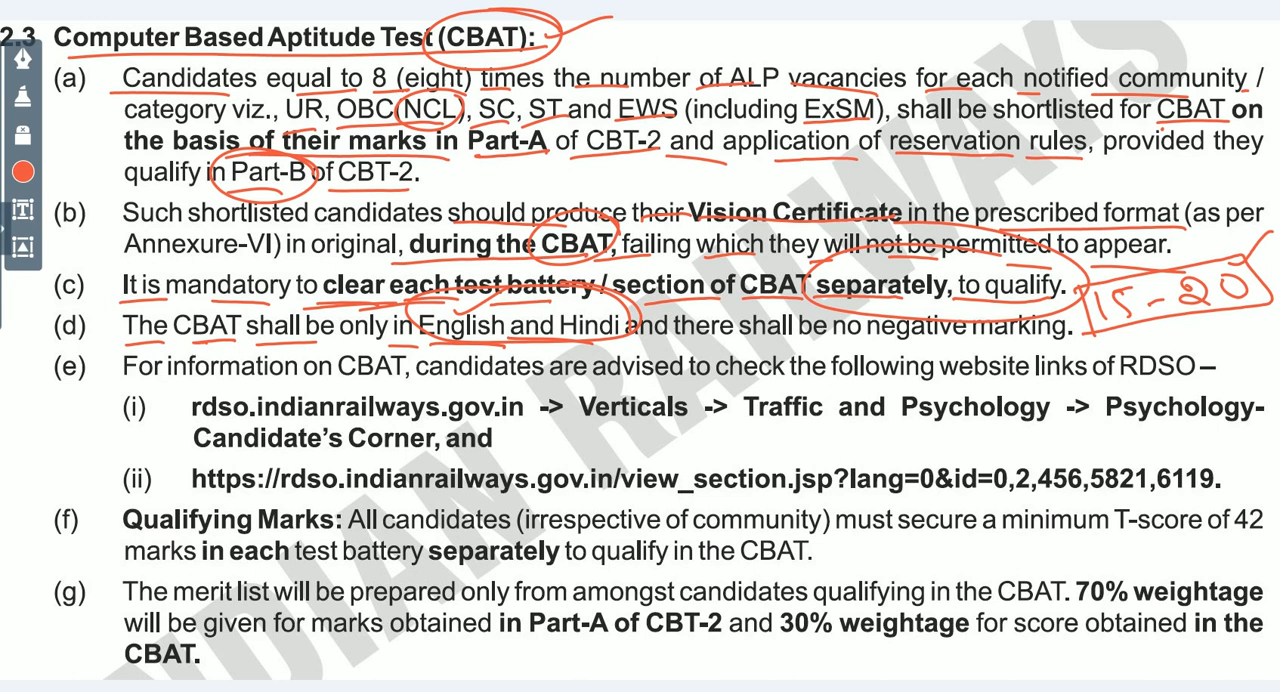 2.3 Computer Based Aptitude Test (CBAT):
(a) Candidates equal to 8 (eight) times the number of ALP vacancies for each notified community /
category viz., UR, OBC(NCL), SC, ST and EWS (including ExSM), shall be shortlisted for CBAT on
the basis of their marks in Part-A of CBT-2 and application of reservation rules, provided they
qualify in Part-B of CBT-2.
(b) Such shortlisted candidates should produce their Vision Certificate in the prescribed format (as per
Annexure-VI) in original, during the CBAT, failing which they will not be permitted to appear.
(c) It is mandatory to clear each test battery / section of CBAT separately, to qualify.
15-20
(d) The CBAT shall be only in English and Hindi and there shall be no negative marking.
(e) For information on CBAT, candidates are advised to check the following website links of RDSO –
(i) rdso.indianrailways.gov.in -> Verticals -> Traffic and Psychology -> Psychology-
Candidate's Corner, and
(ii) https://rdso.indianrailways.gov.in/view_section.jsp?lang=0&id=0,2,456,5821,6119.
(f) Qualifying Marks: All candidates (irrespective of community) must secure a minimum T-score of 42
marks in each test battery separately to qualify in the CBAT.
(g) The merit list will be prepared only from amongst candidates qualifying in the CBAT. 70% weightage
will be given for marks obtained in Part-A of CBT-2 and 30% weightage for score obtained in the
CBAT.
INDIAN RAILWAYS